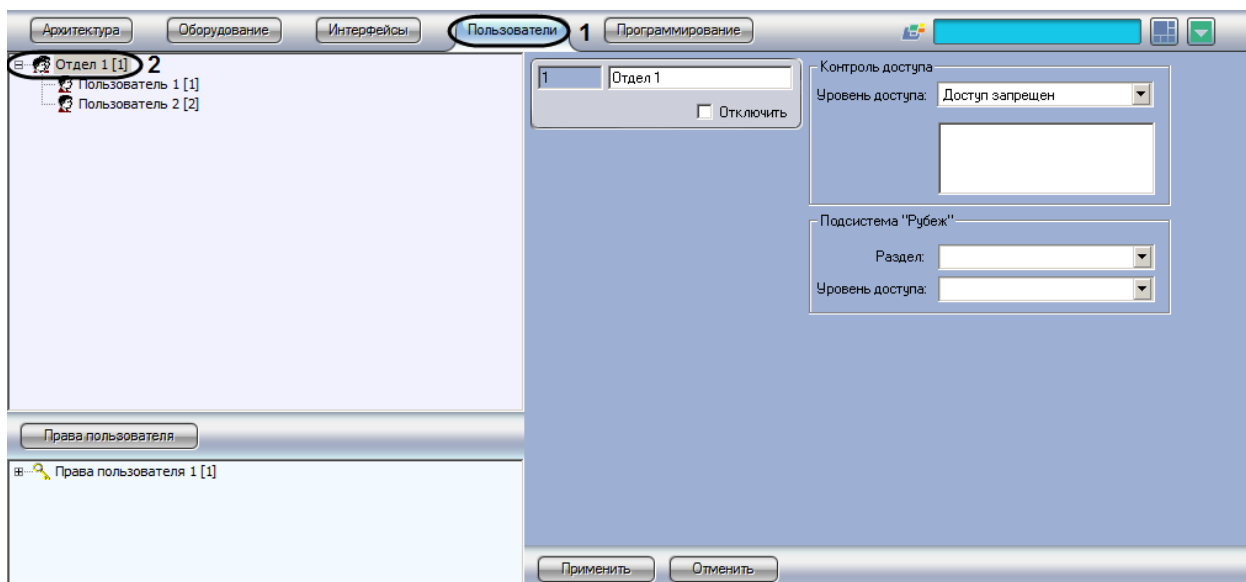 Архитектура Оборудование Интерфейсы Пользователи 1 Программирование
Отдел 1 [1] 2
Пользователь 1 [1]
Пользователь 2 [2]
1 Отдел 1
Отключить
Контроль доступа
Уровень доступа: Доступ запрещен
Подсистема "Рубеж"
Раздел:
Уровень доступа:
Права пользователя
Права пользователя 1 [1]
Применить Отменить